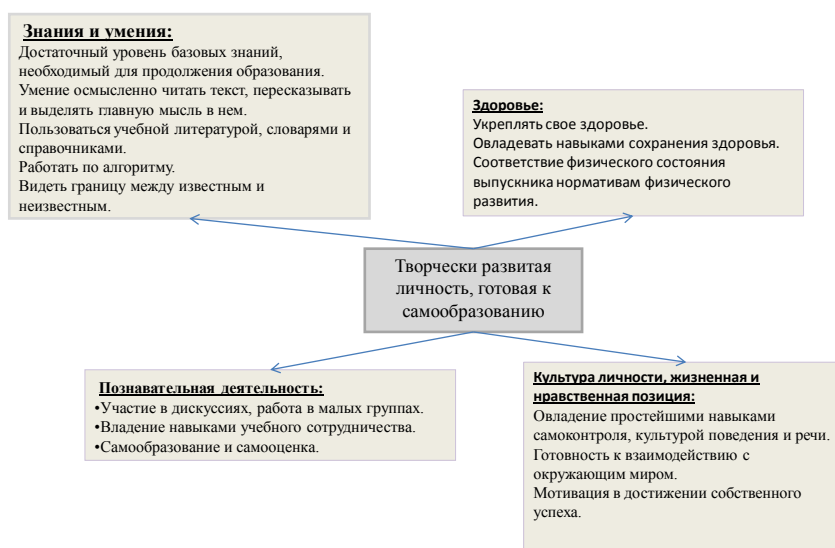 Знания и умения:
Достаточный уровень базовых знаний,
необходимый для продолжения образования.
Умение осмысленно читать текст, пересказывать
и выделять главную мысль в нем.
Пользоваться учебной литературой, словарями и
справочниками.
Работать по алгоритму.
Видеть границу между известным и
неизвестным.
Здоровье:
Укреплять свое здоровье.
Овладевать навыками сохранения здоровья.
Соответствие физического состояния
выпускника нормативам физического
развития.
Творчески развитая
личность, готовая к
самообразованию
Познавательная деятельность:
•Участие в дискуссиях, работа в малых группах.
•Владение навыками учебного сотрудничества.
•Самообразование и самооценка.
Культура личности, жизненная и
нравственная позиция:
Овладение простейшими навыками
самоконтроля, культурой поведения и речи.
Готовность к взаимодействию с
окружающим миром.
Мотивация в достижении собственного
успеха.